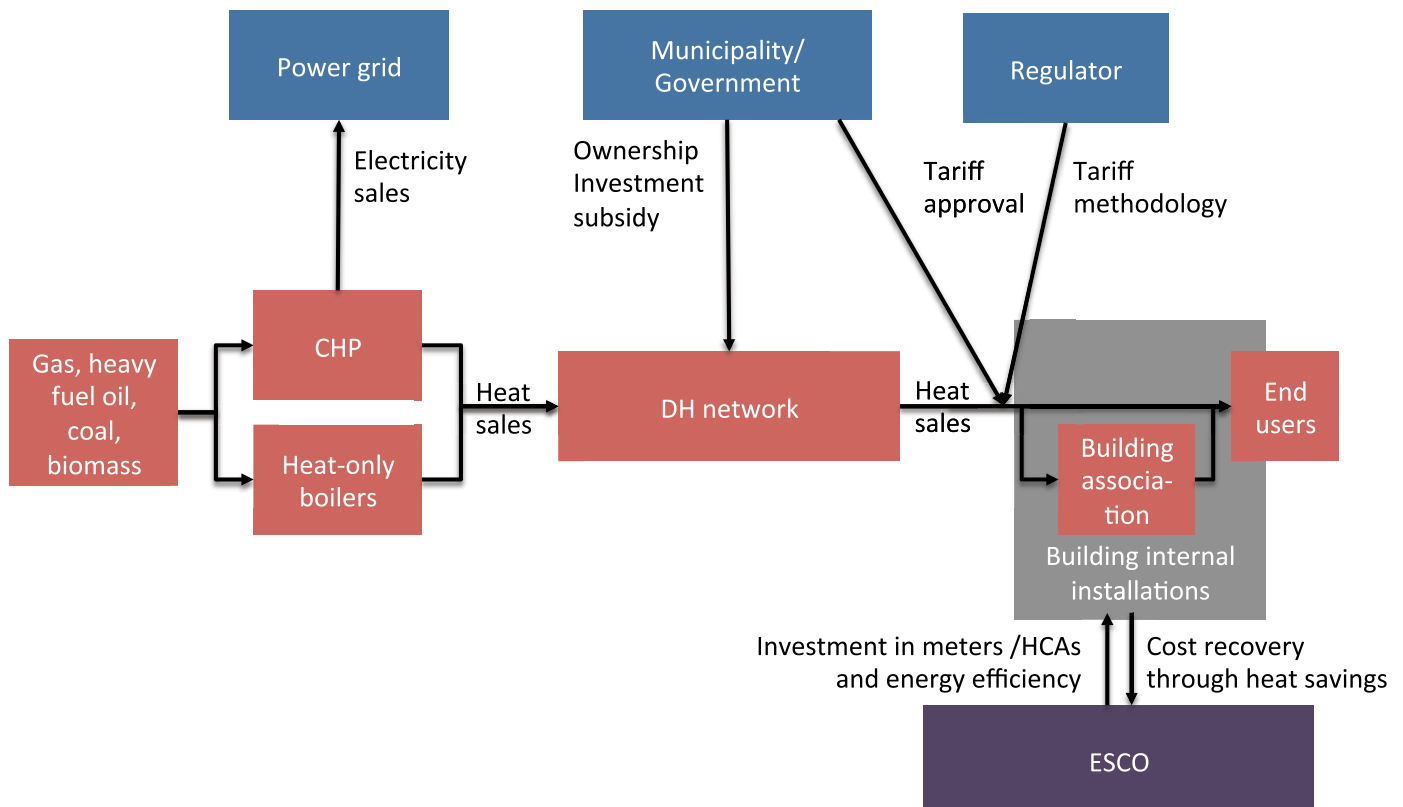 Power grid
Municipality/
Government
Regulator
Electricity
sales
Ownership
Investment
subsidy
Tariff
approval
Tariff
methodology
Gas, heavy
fuel oil,
coal,
biomass
CHP
Heat-only
boilers
Heat
sales
DH network
Heat
sales
End
users
Building
associa-
tion
Building internal
installations
Investment in meters /HCAs
and energy efficiency
Cost recovery
through heat savings
ESCO